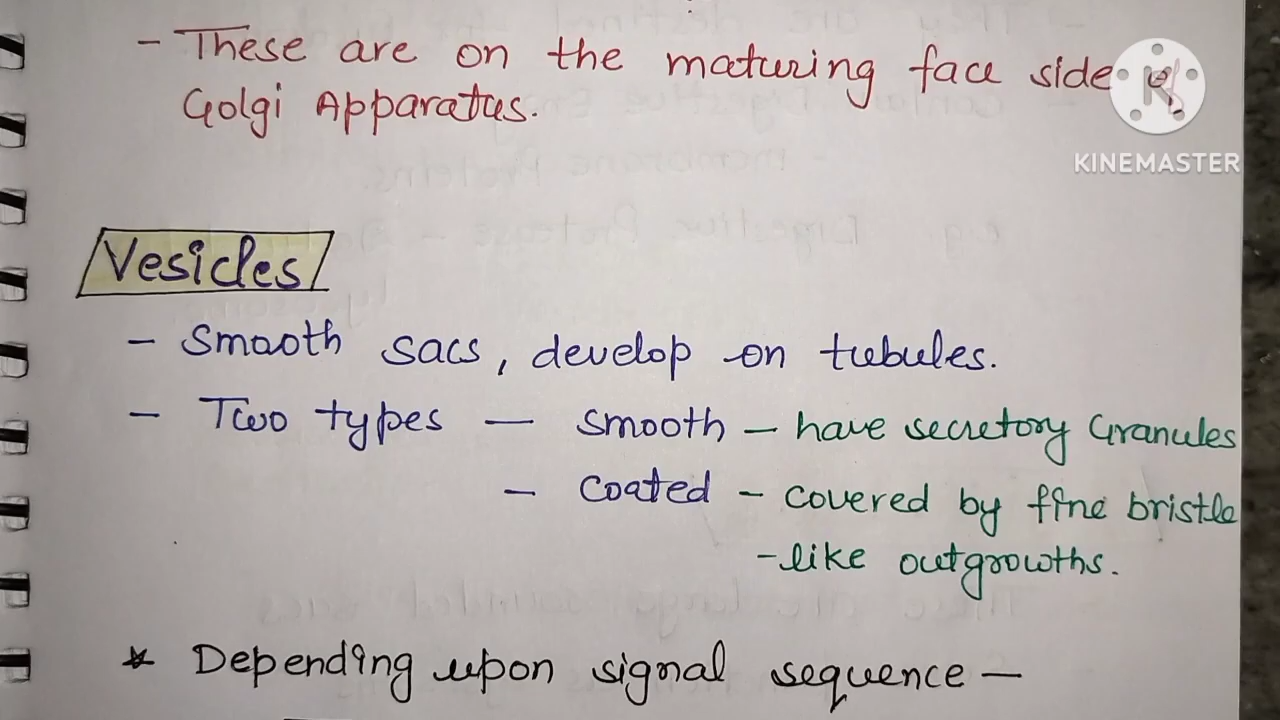 - These are on the maturing face side of
Golgi Apparatus.
KINEMASTER
Vesicles
- Smooth sacs, develop on tubules.
- Two types — smooth - have secretory Granules
- coated - covered by fine bristle
-like outgrowths.
* Depending upon signal sequence —